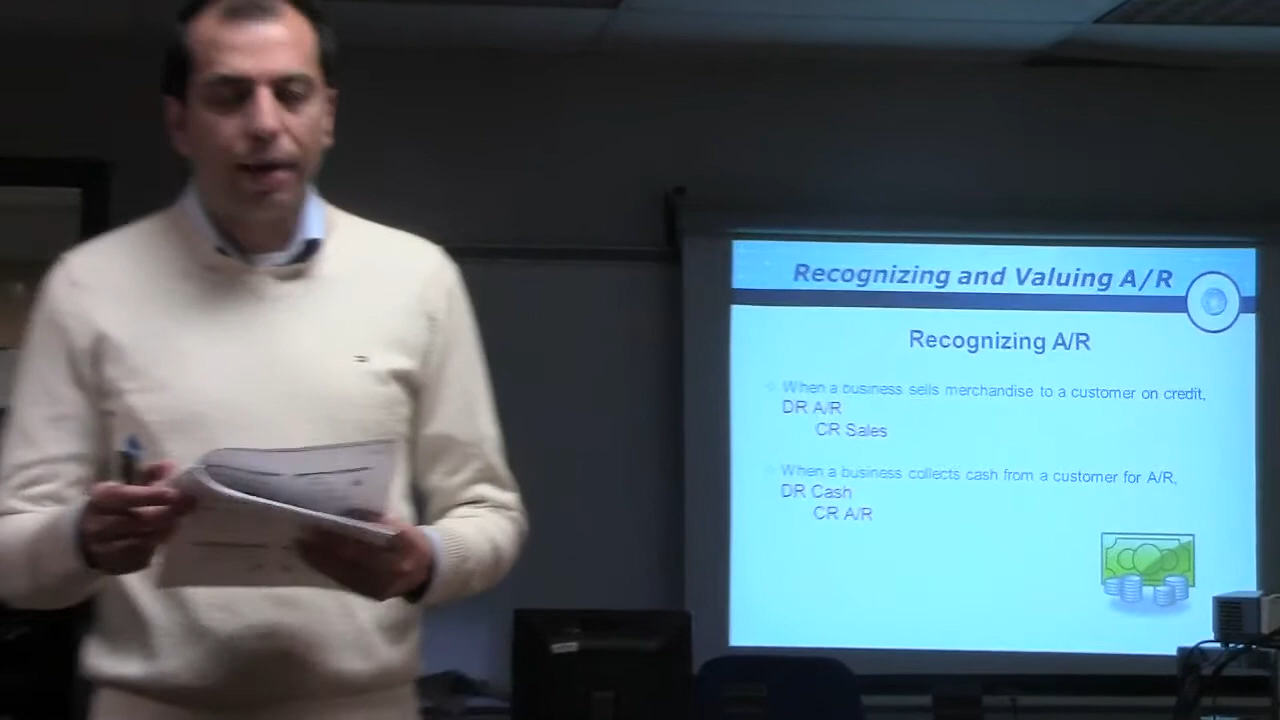 Recognizing and Valuing A/R
Recognizing A/R
When a business sells merchandise to a customer on credit,
DR A/R
CR Sales
When a business collects cash from a customer for A/R,
DR Cash
CR A/R